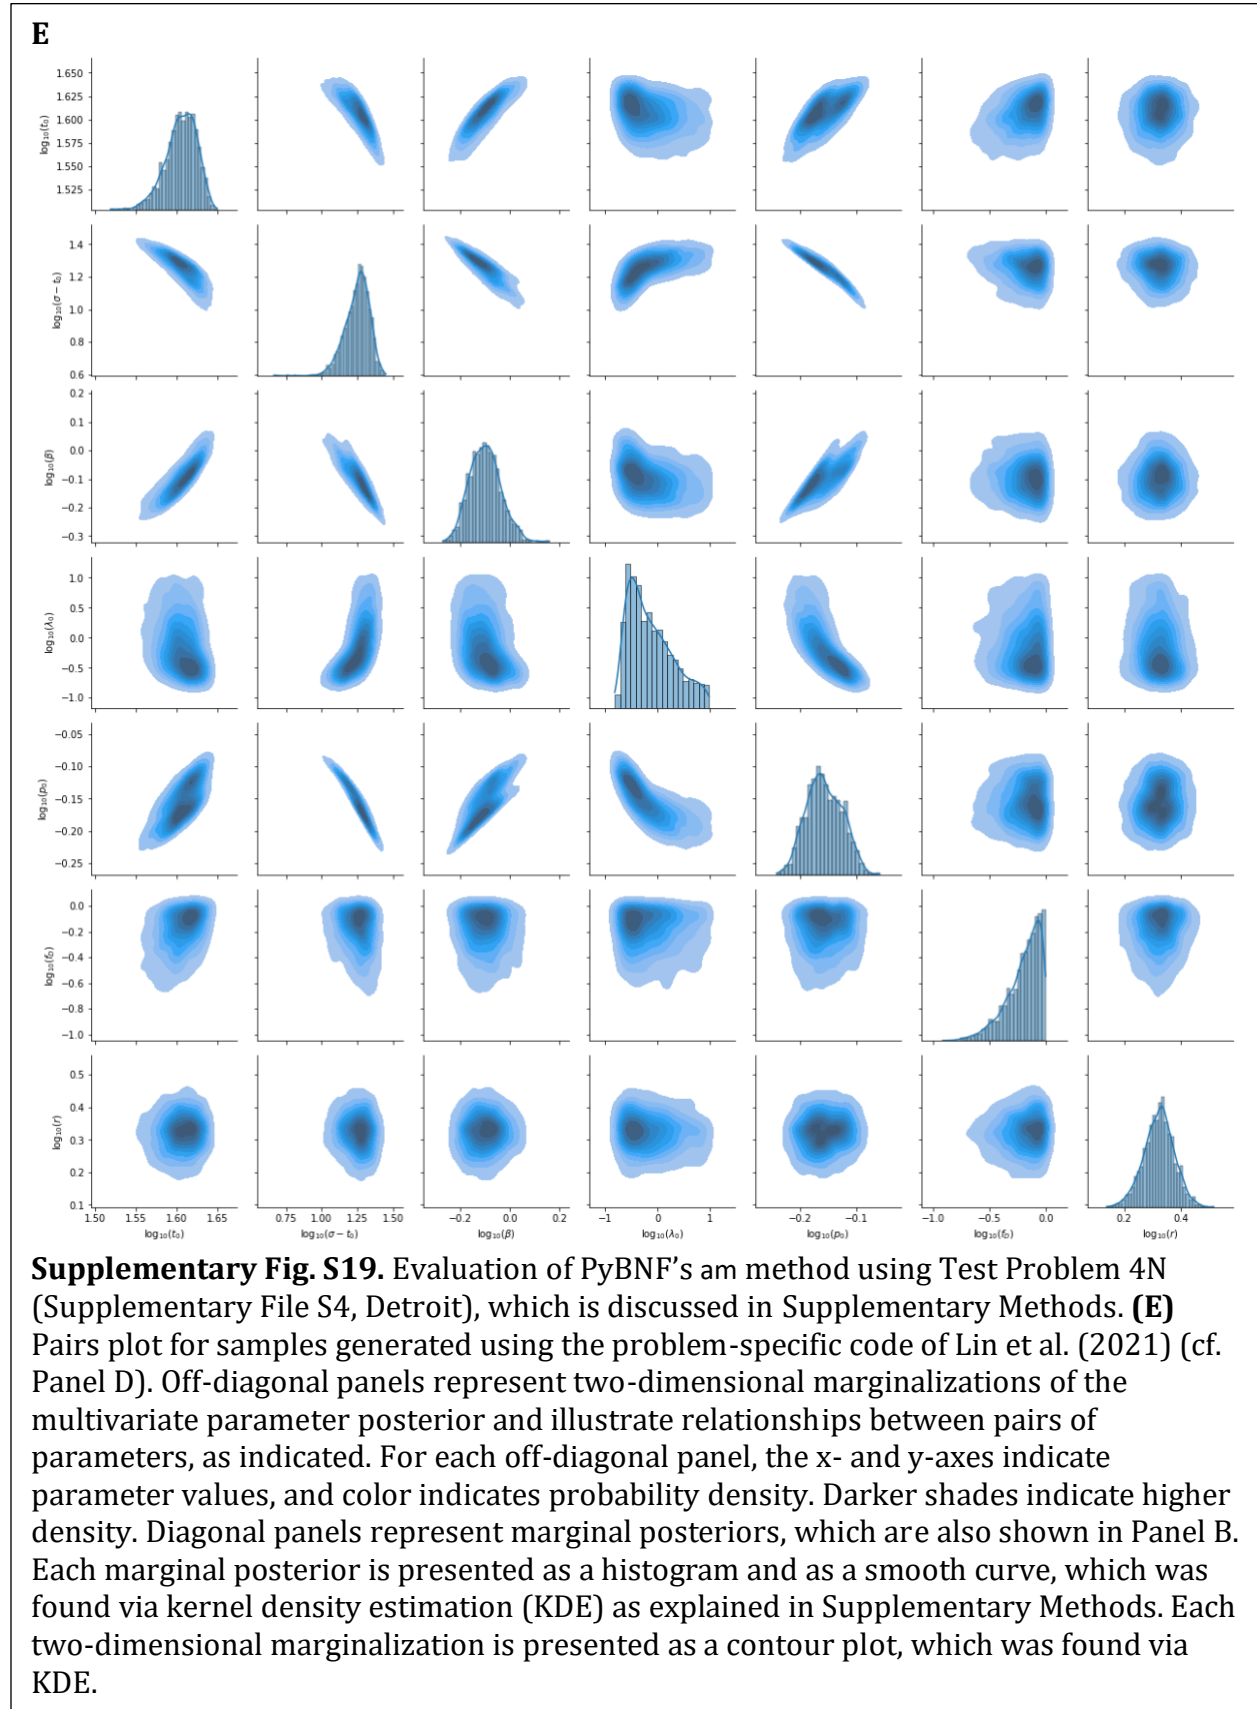 E
1.650
1.625
1.600
1.575
1.550
1.525
log₁₀(t₀)
1.4
1.2
1.0
0.8
0.6
log₁₀(σ − t₀)
0.2
0.1
0.0
−0.1
−0.2
−0.3
log₁₀(β)
1.0
0.5
0.0
−0.5
−1.0
log₁₀(λ₀)
−0.05
−0.10
−0.15
−0.20
−0.25
log₁₀(p₀)
0.0
−0.2
−0.4
−0.6
−0.8
−1.0
log₁₀(f_D)
0.5
0.4
0.3
0.2
0.1
log₁₀(r)
1.50 1.60 1.65 0.75 1.00 1.25 1.50 −0.2 0.0 0.2 −1 0 1 −0.2 −0.1 −1.0 −0.5 0.0 0.2 0.4
log₁₀(t₀) log₁₀(σ − t₀) log₁₀(β) log₁₀(λ₀) log₁₀(p₀) log₁₀(f_D) log₁₀(r)
Supplementary Fig. S19. Evaluation of PyBNF's am method using Test Problem 4N
(Supplementary File S4, Detroit), which is discussed in Supplementary Methods. (E)
Pairs plot for samples generated using the problem-specific code of Lin et al. (2021) (cf.
Panel D). Off-diagonal panels represent two-dimensional marginalizations of the
multivariate parameter posterior and illustrate relationships between pairs of
parameters, as indicated. For each off-diagonal panel, the x- and y-axes indicate
parameter values, and color indicates probability density. Darker shades indicate higher
density. Diagonal panels represent marginal posteriors, which are also shown in Panel B.
Each marginal posterior is presented as a histogram and as a smooth curve, which was
found via kernel density estimation (KDE) as explained in Supplementary Methods. Each
two-dimensional marginalization is presented as a contour plot, which was found via
KDE.